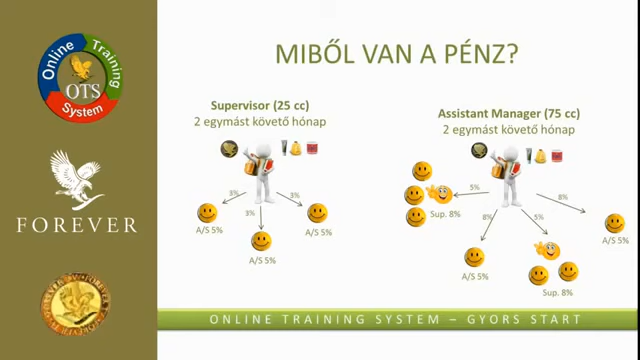 Online
Training
OTS
System
FOREVER
MIBŐL VAN A PÉNZ?
Supervisor (25 cc)
2 egymást követő hónap
3%
3%
3%
A/S 5%
A/S 5%
A/S 5%
Assistant Manager (75 cc)
2 egymást követő hónap
5%
8%
Sup. 8%
8%
5%
A/S 5%
A/S 5%
Sup. 8%
ONLINE TRAINING SYSTEM – GYORS START